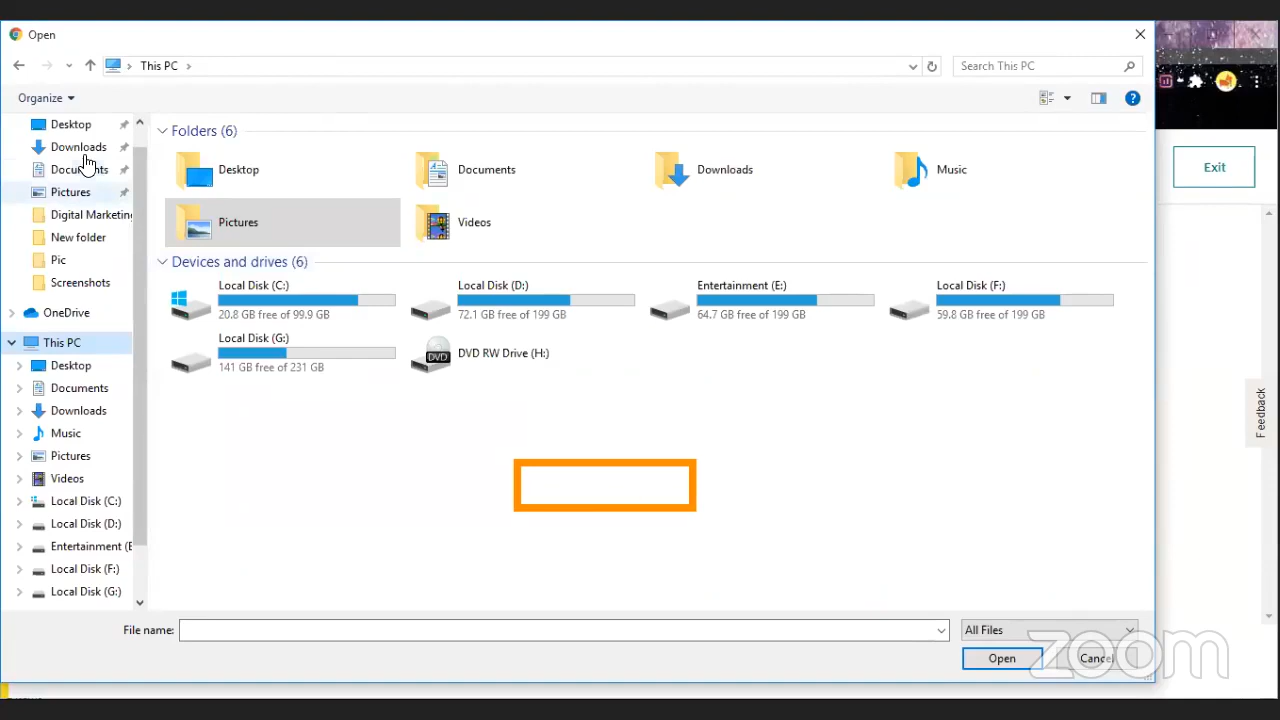 Open
This PC
Search This PC
Organize
Desktop
Downloads
Documents
Pictures
Digital Marketing
New folder
Pic
Screenshots
OneDrive
This PC
Desktop
Documents
Downloads
Music
Pictures
Videos
Local Disk (C:)
Local Disk (D:)
Entertainment (E
Local Disk (F:)
Local Disk (G:)
Folders (6)
Desktop
Documents
Downloads
Music
Pictures
Videos
Devices and drives (6)
Local Disk (C:)
20.8 GB free of 99.9 GB
Local Disk (D:)
72.1 GB free of 199 GB
Entertainment (E:)
64.7 GB free of 199 GB
Local Disk (F:)
59.8 GB free of 199 GB
Local Disk (G:)
141 GB free of 231 GB
DVD
DVD RW Drive (H:)
File name:
All Files
Open
Cancel
Exit
Feedback
zoom